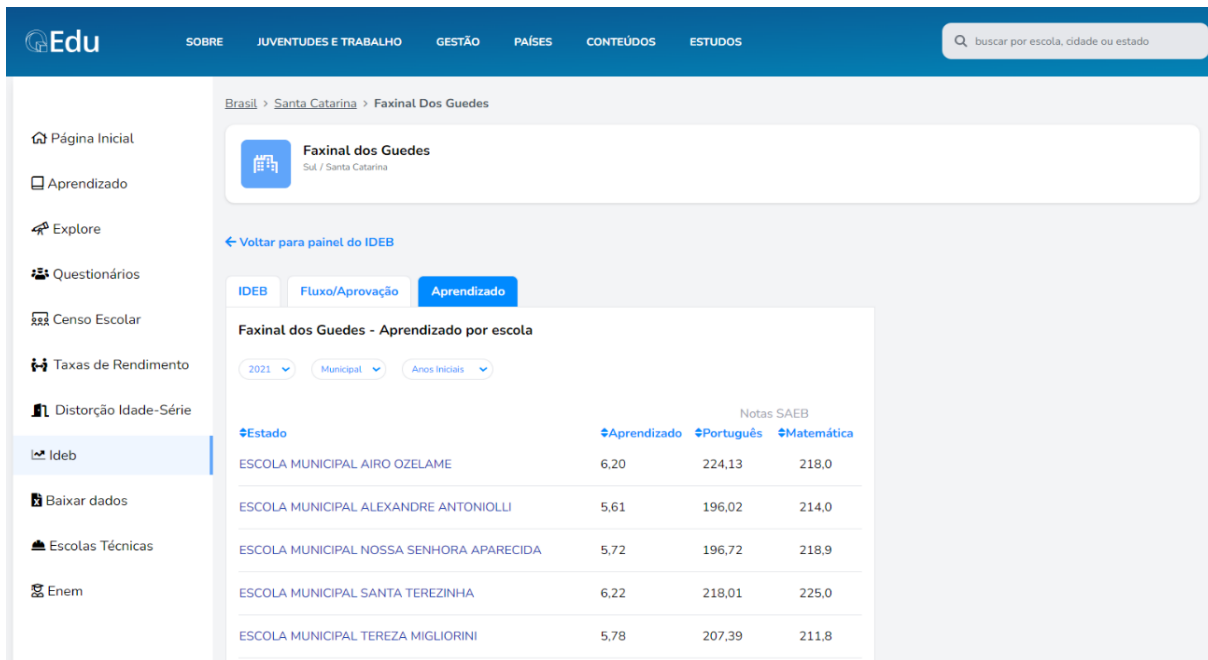 QEdu
SOBRE JUVENTUDES E TRABALHO GESTÃO PAÍSES CONTEÚDOS ESTUDOS
buscar por escola, cidade ou estado
Página Inicial
Aprendizado
Explore
Questionários
Censo Escolar
Taxas de Rendimento
Distorção Idade-Série
Ideb
Baixar dados
Escolas Técnicas
Enem
Brasil > Santa Catarina > Faxinal Dos Guedes
Faxinal dos Guedes
Sul / Santa Catarina
Voltar para painel do IDEB
IDEB Fluxo/Aprovação Aprendizado
Faxinal dos Guedes - Aprendizado por escola
2021 Municipal Anos Iniciais
Notas SAEB
Estado Aprendizado Português Matemática
ESCOLA MUNICIPAL AIRO OZELAME 6,20 224,13 218,0
ESCOLA MUNICIPAL ALEXANDRE ANTONIOLLI 5,61 196,02 214,0
ESCOLA MUNICIPAL NOSSA SENHORA APARECIDA 5,72 196,72 218,9
ESCOLA MUNICIPAL SANTA TEREZINHA 6,22 218,01 225,0
ESCOLA MUNICIPAL TEREZA MIGLIORINI 5,78 207,39 211,8